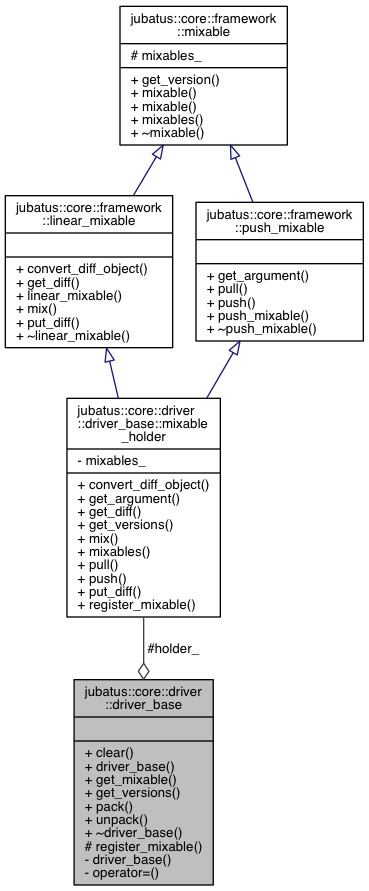 jubatus::core::framework
::mixable
# mixables_
+ get_version()
+ mixable()
+ mixable()
+ mixables()
+ ~mixable()
jubatus::core::framework
::linear_mixable
+ convert_diff_object()
+ get_diff()
+ linear_mixable()
+ mix()
+ put_diff()
+ ~linear_mixable()
jubatus::core::framework
::push_mixable
+ get_argument()
+ pull()
+ push()
+ push_mixable()
+ ~push_mixable()
jubatus::core::driver
::driver_base::mixable
_holder
- mixables_
+ convert_diff_object()
+ get_argument()
+ get_diff()
+ get_versions()
+ mix()
+ mixables()
+ pull()
+ push()
+ put_diff()
+ register_mixable()
#holder_
jubatus::core::driver
::driver_base
+ clear()
+ driver_base()
+ get_mixable()
+ get_versions()
+ pack()
+ unpack()
+ ~driver_base()
# register_mixable()
- driver_base()
- operator=()